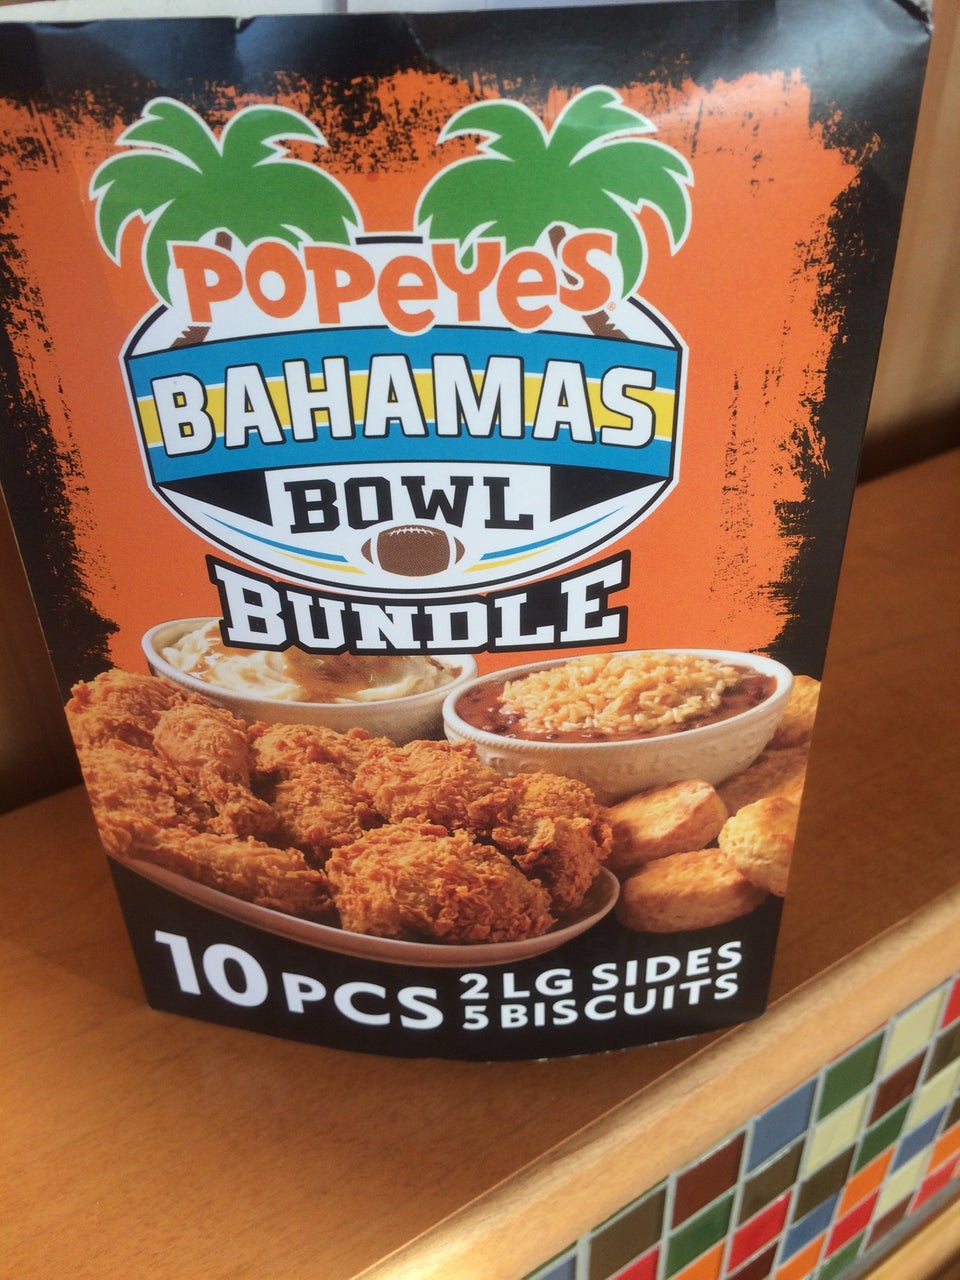 POPEYES
BAHAMAS
BOWL
BUNDLE
10 PCS
2 LG SIDES
5 BISCUITS